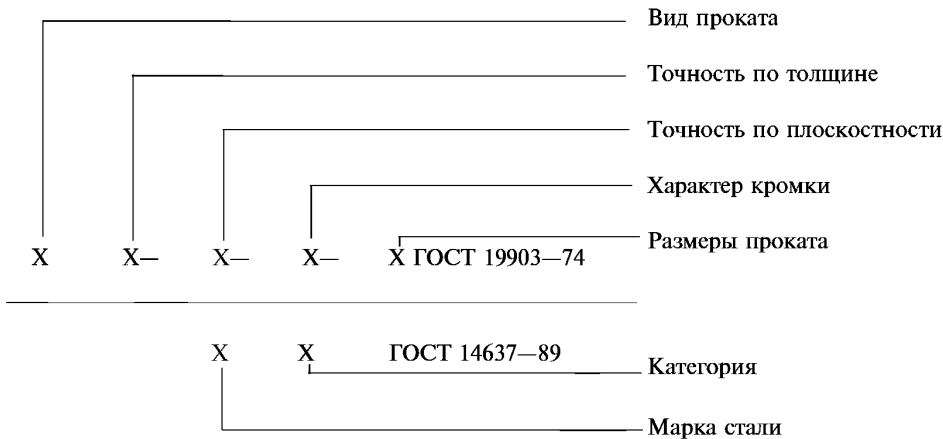 Вид проката
Точность по толщине
Точность по плоскостности
Характер кромки
Размеры проката
Х Х– Х– Х– Х ГОСТ 19903—74
Х Х ГОСТ 14637—89
Категория
Марка стали